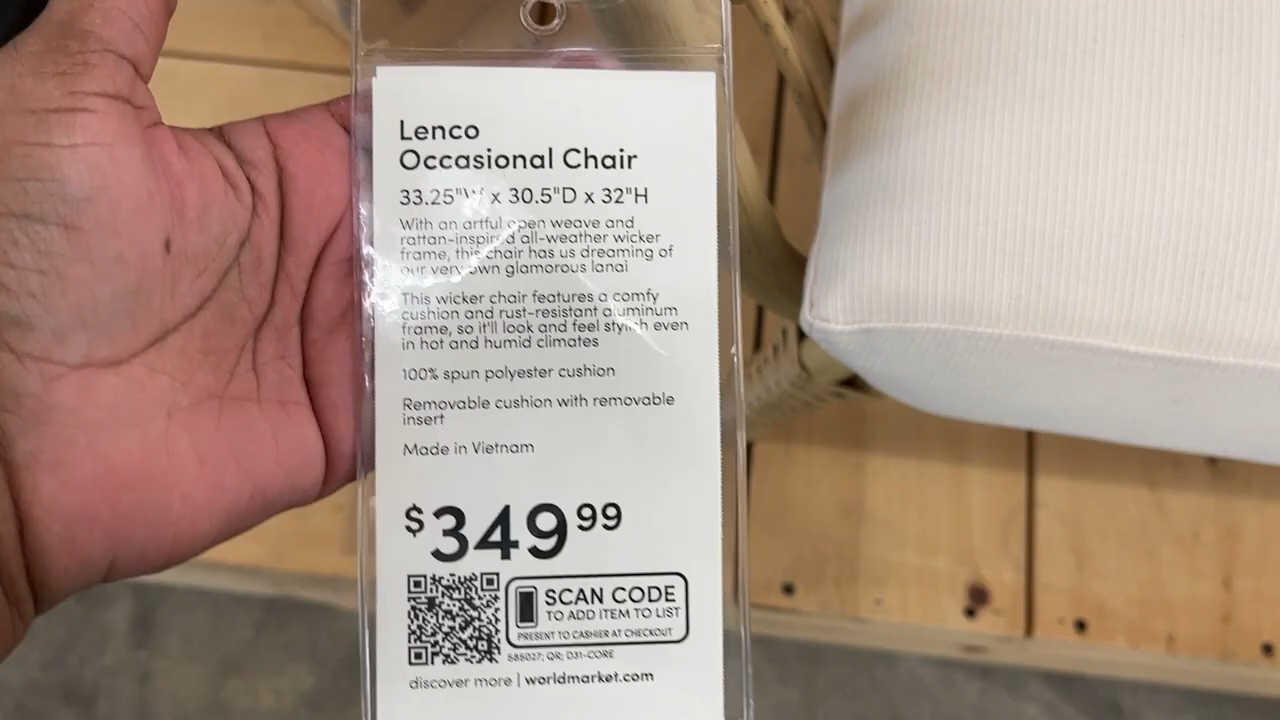 Lenco
Occasional Chair
33.25"W x 30.5"D x 32"H
With an artful open weave and
rattan-inspired all-weather wicker
frame, this chair has us dreaming of
our very own glamorous lanai
This wicker chair features a comfy
cushion and rust-resistant aluminum
frame, so it'll look and feel stylish even
in hot and humid climates
100% spun polyester cushion
Removable cushion with removable
insert
Made in Vietnam
$349 99
SCAN CODE
TO ADD ITEM TO LIST
PRESENT TO CASHIER AT CHECKOUT
585027; QR; D31-CORE
discover more | worldmarket.com